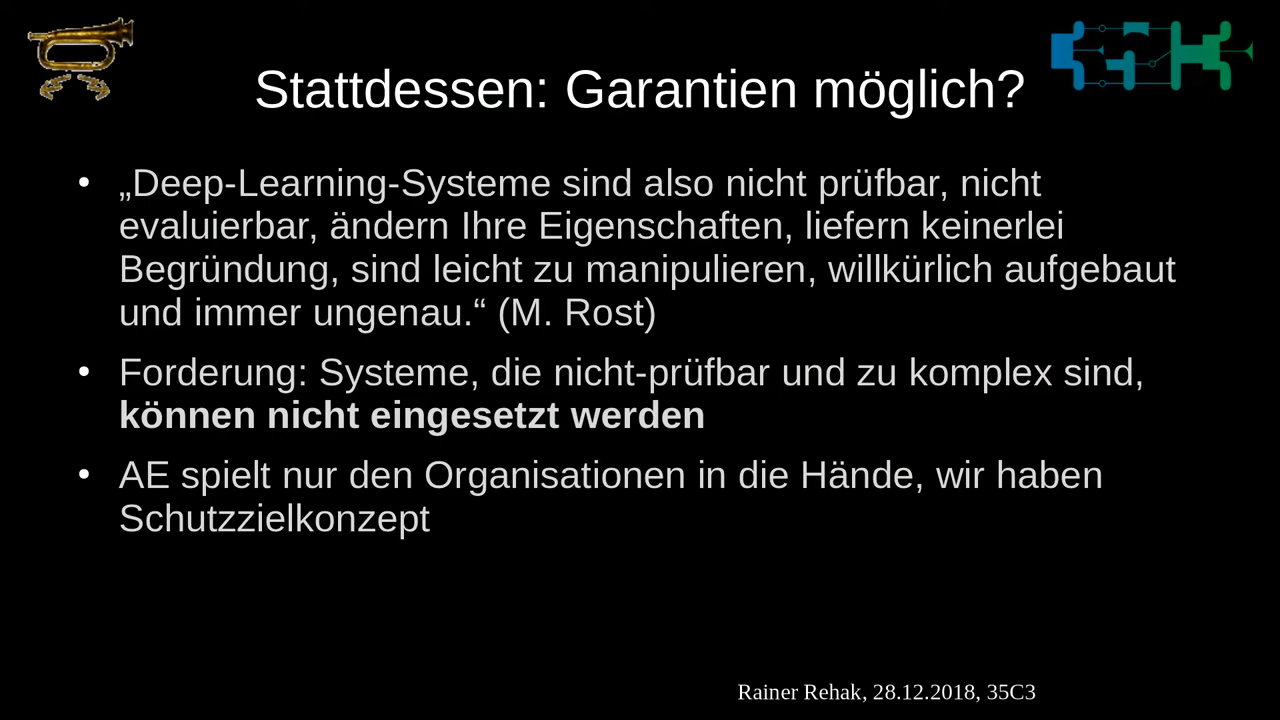 Stattdessen: Garantien möglich?
„Deep-Learning-Systeme sind also nicht prüfbar, nicht
evaluierbar, ändern Ihre Eigenschaften, liefern keinerlei
Begründung, sind leicht zu manipulieren, willkürlich aufgebaut
und immer ungenau.“ (M. Rost)
Forderung: Systeme, die nicht-prüfbar und zu komplex sind,
können nicht eingesetzt werden
AE spielt nur den Organisationen in die Hände, wir haben
Schutzzielkonzept
Rainer Rehak, 28.12.2018, 35C3